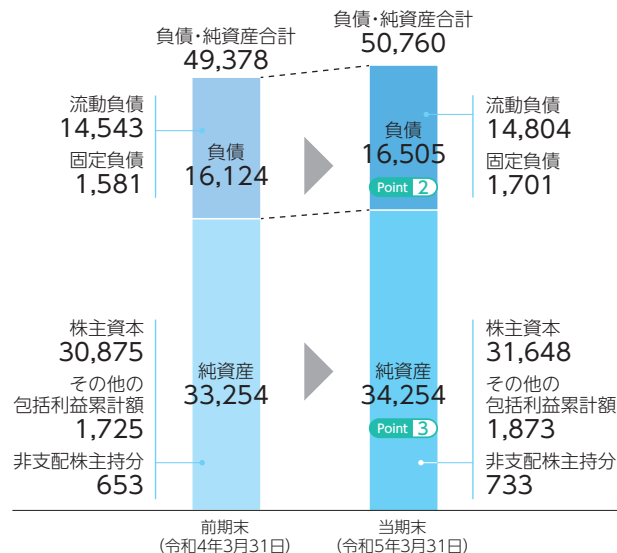 負債・純資産合計
49,378
流動負債
14,543
固定負債
1,581
負債
16,124
株主資本
30,875
その他の
包括利益累計額
1,725
非支配株主持分
653
純資産
33,254
前期末
(令和4年3月31日)
負債・純資産合計
50,760
負債
16,505
Point 2
流動負債
14,804
固定負債
1,701
純資産
34,254
Point 3
株主資本
31,648
その他の
包括利益累計額
1,873
非支配株主持分
733
当期末
(令和5年3月31日)